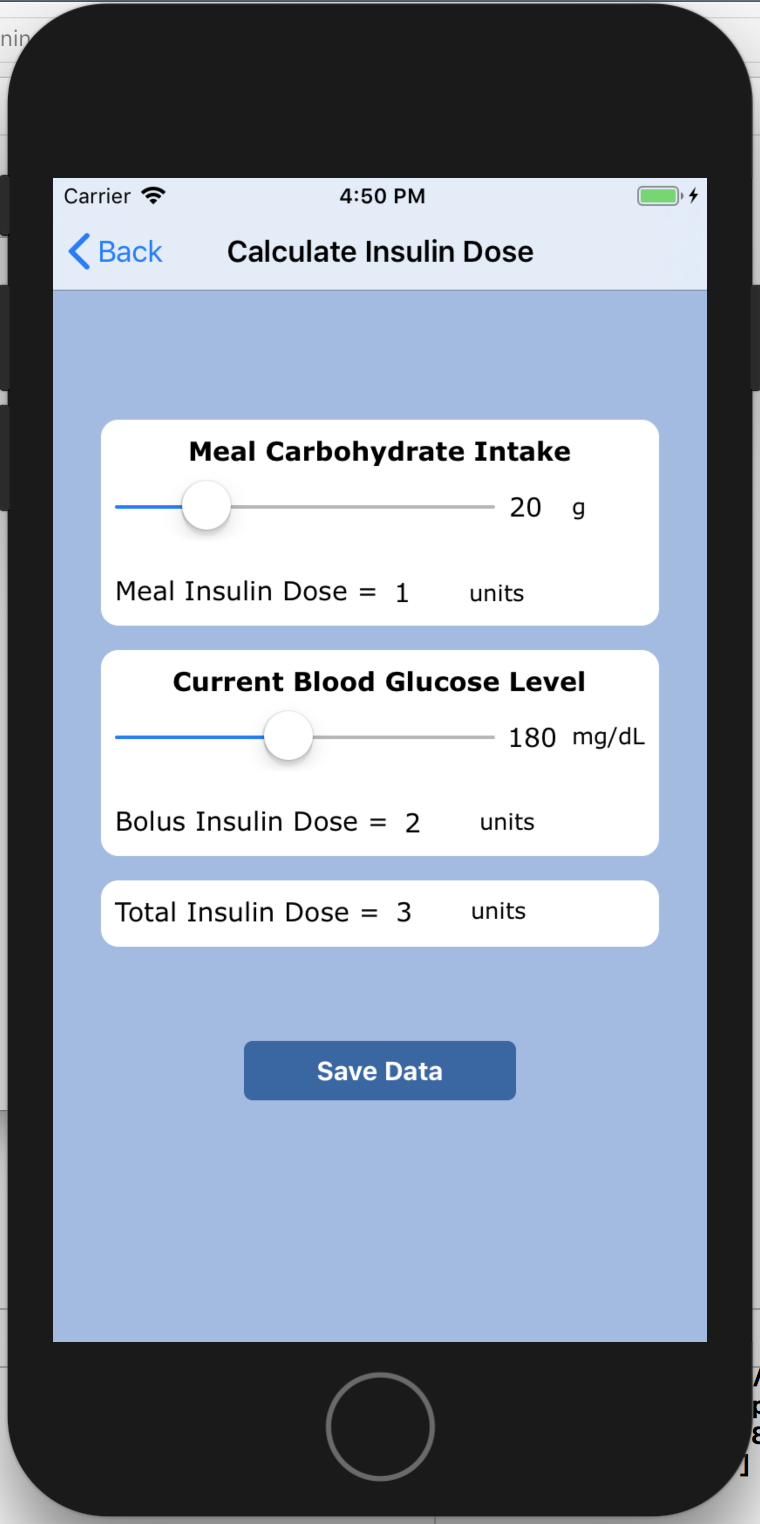 nin
Carrier 4:50 PM
Back Calculate Insulin Dose
Meal Carbohydrate Intake
20 g
Meal Insulin Dose = 1 units
Current Blood Glucose Level
180 mg/dL
Bolus Insulin Dose = 2 units
Total Insulin Dose = 3 units
Save Data
]